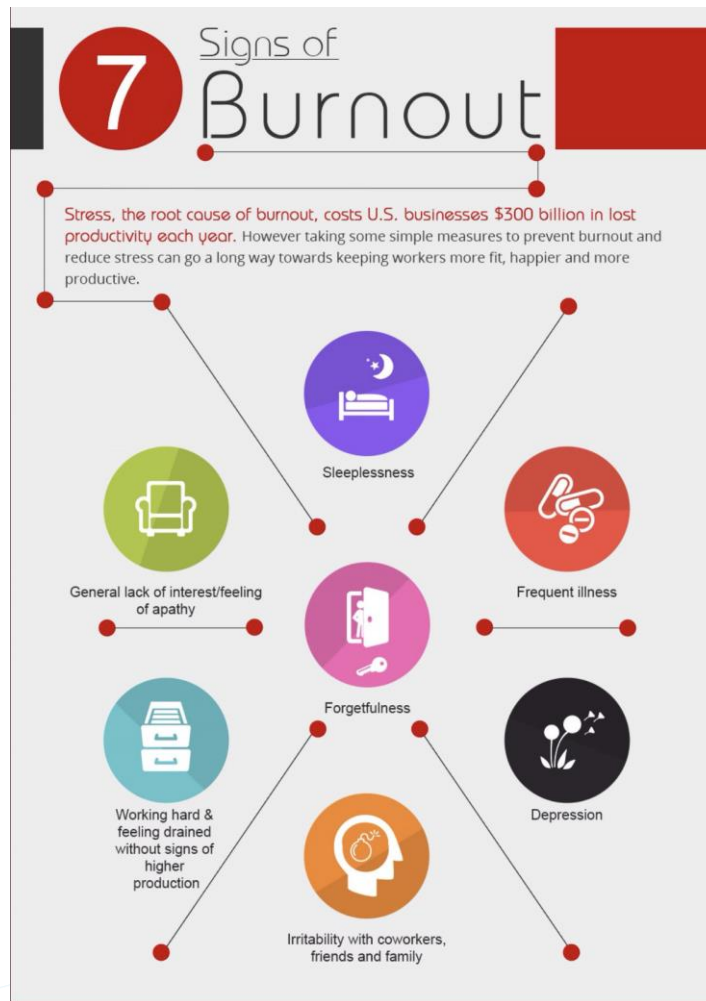 7
Signs of
Burnout
Stress, the root cause of burnout, costs U.S. businesses $300 billion in lost
productivity each year. However taking some simple measures to prevent burnout and
reduce stress can go a long way towards keeping workers more fit, happier and more
productive.
Sleeplessness
General lack of interest/feeling
of apathy
Frequent illness
Forgetfulness
Working hard &
feeling drained
without signs of
higher
production
Depression
Irritability with coworkers,
friends and family